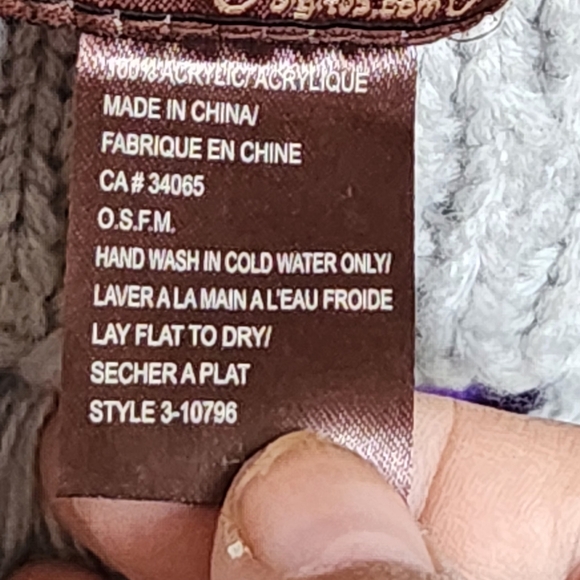 100% ACRYLIC/ACRYLIQUE
MADE IN CHINA/
FABRIQUE EN CHINE
CA # 34065
O.S.F.M.
HAND WASH IN COLD WATER ONLY/
LAVER A LA MAIN A L'EAU FROIDE
LAY FLAT TO DRY/
SECHER A PLAT
STYLE 3-10796